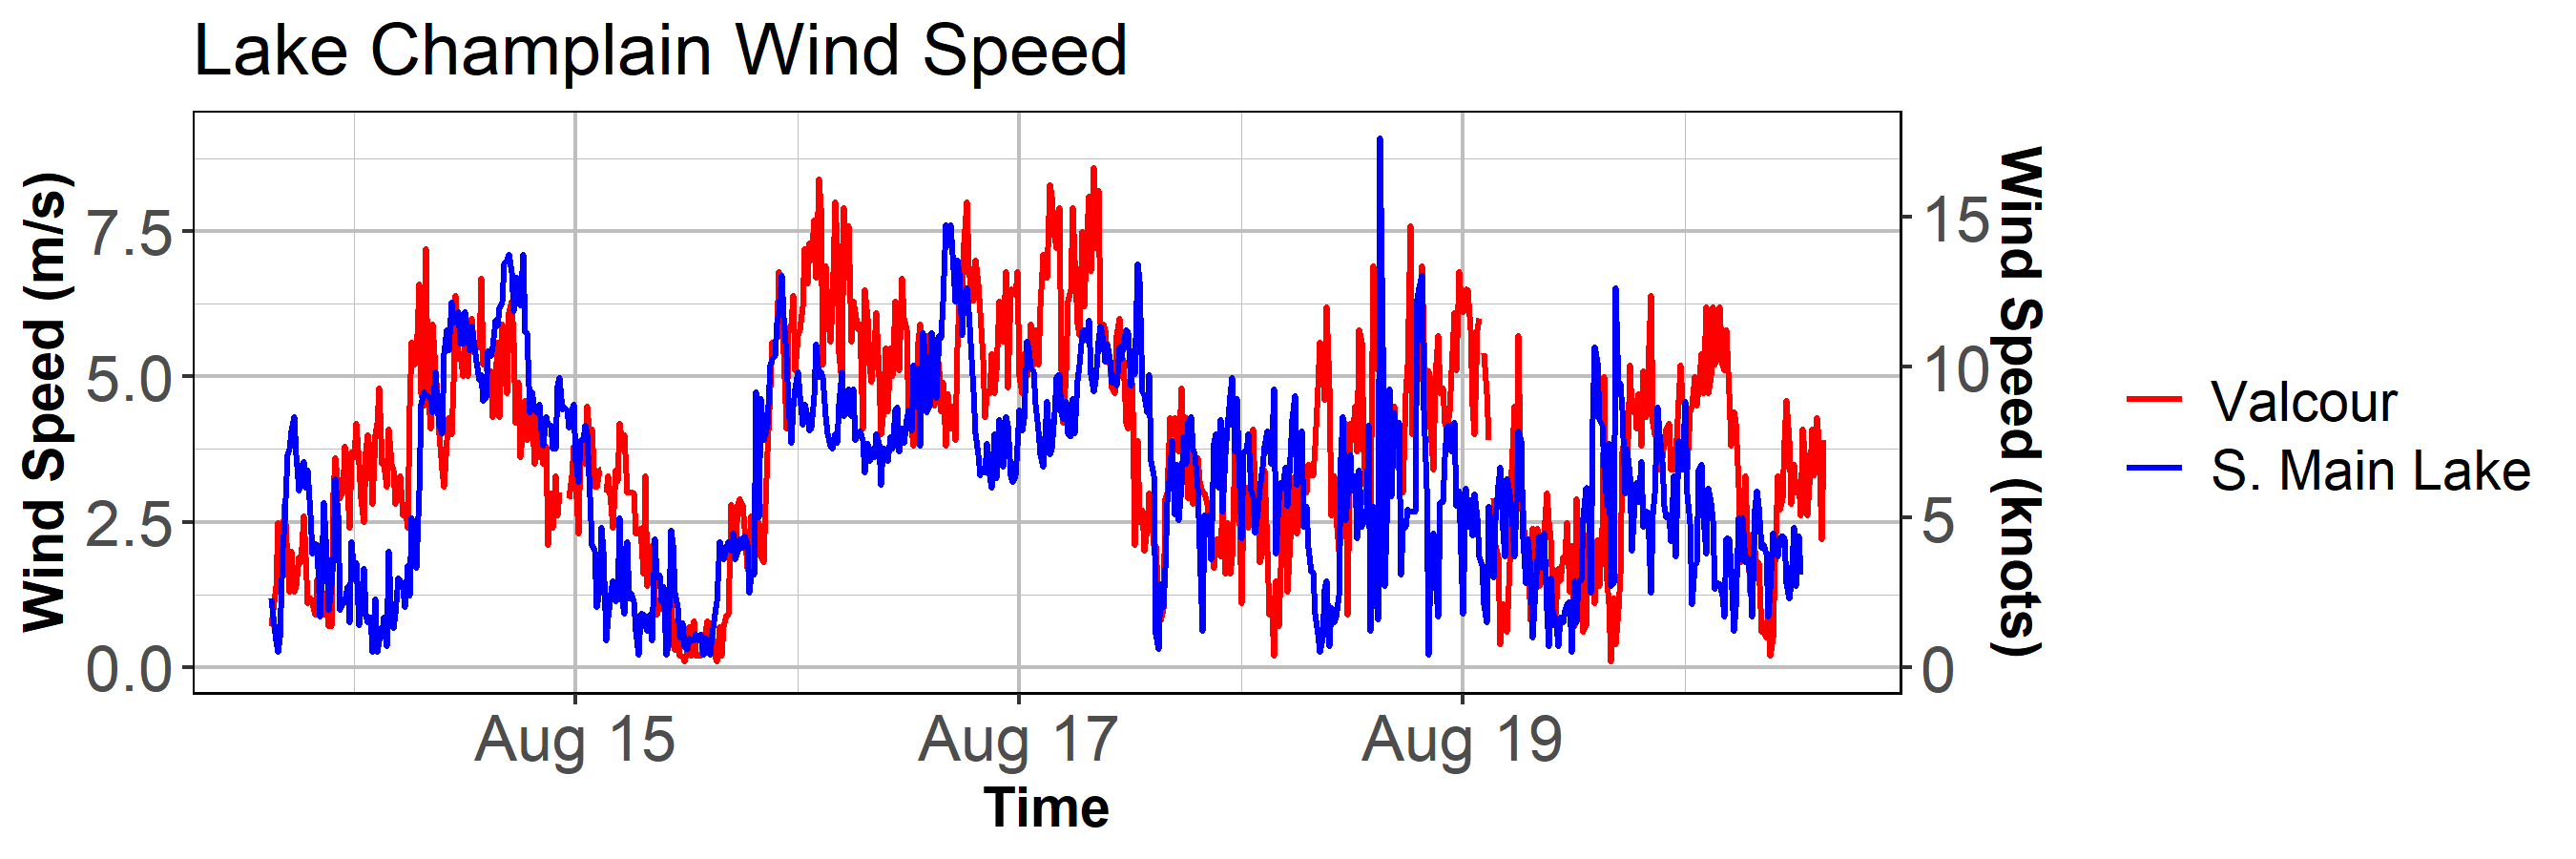 Lake Champlain Wind Speed
Wind Speed (m/s)
7.5
5.0
2.5
0.0
15
10
5
0
Wind Speed (knots)
Aug 15
Aug 17
Aug 19
Time
Valcour
S. Main Lake